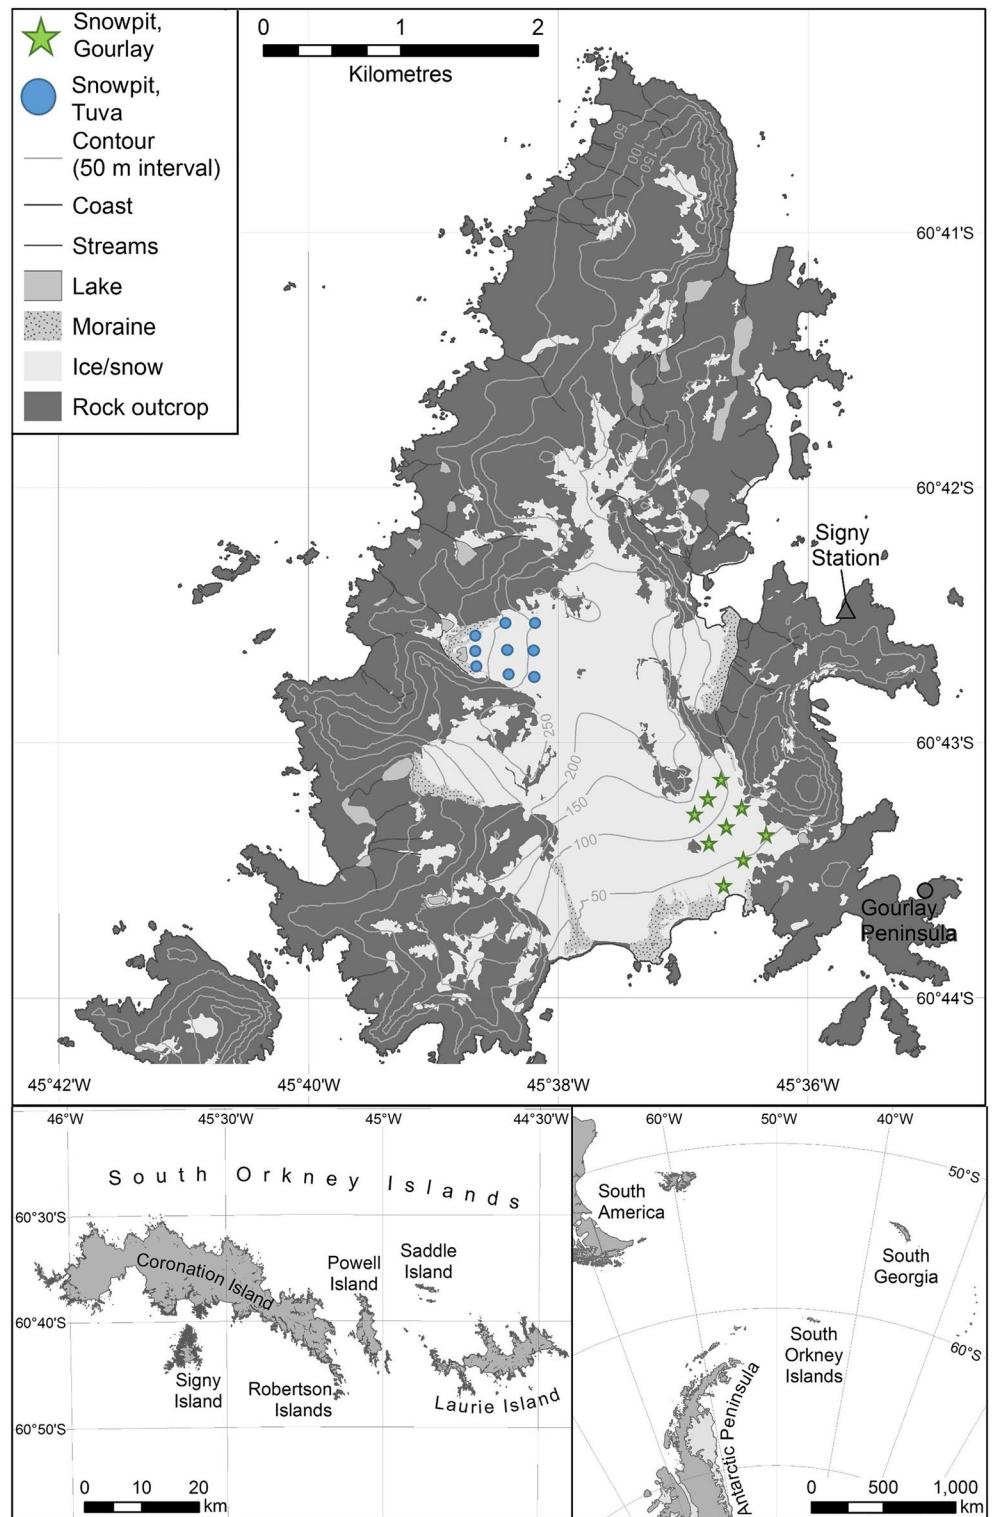 Snowpit,
Gourlay
Snowpit,
Tuva
Contour
(50 m interval)
Coast
Streams
Lake
Moraine
Ice/snow
Rock outcrop
0 1 2
Kilometres
50
100
150
60°41'S
60°42'S
Signy
Station
60°43'S
250
200
150
100
50
Gourlay
Peninsula
60°44'S
45°42'W 45°40'W 45°38'W 45°36'W
46°W 45°30'W 45°W 44°30'W
South Orkney Islands
60°30'S
Coronation Island
Powell
Island
Saddle
Island
60°40'S
Signy
Island
Robertson
Islands
Laurie Island
60°50'S
0 10 20
km
60°W 50°W 40°W
50°S
South
America
South
Georgia
South
Orkney
Islands
60°S
Antarctic Peninsula
0 500 1,000
km